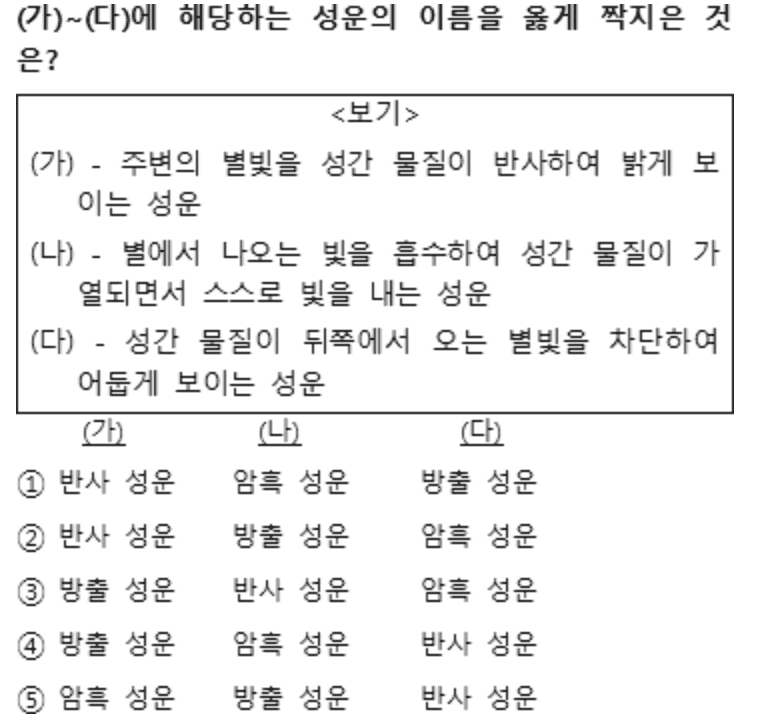 (가)~(다)에 해당하는 성운의 이름을 옳게 짝지은 것
은?
<보기>
(가) - 주변의 별빛을 성간 물질이 반사하여 밝게 보
이는 성운
(나) - 별에서 나오는 빛을 흡수하여 성간 물질이 가
열되면서 스스로 빛을 내는 성운
(다) - 성간 물질이 뒤쪽에서 오는 별빛을 차단하여
어둡게 보이는 성운
(가) (나) (다)
① 반사 성운 암흑 성운 방출 성운
② 반사 성운 방출 성운 암흑 성운
③ 방출 성운 반사 성운 암흑 성운
④ 방출 성운 암흑 성운 반사 성운
⑤ 암흑 성운 방출 성운 반사 성운